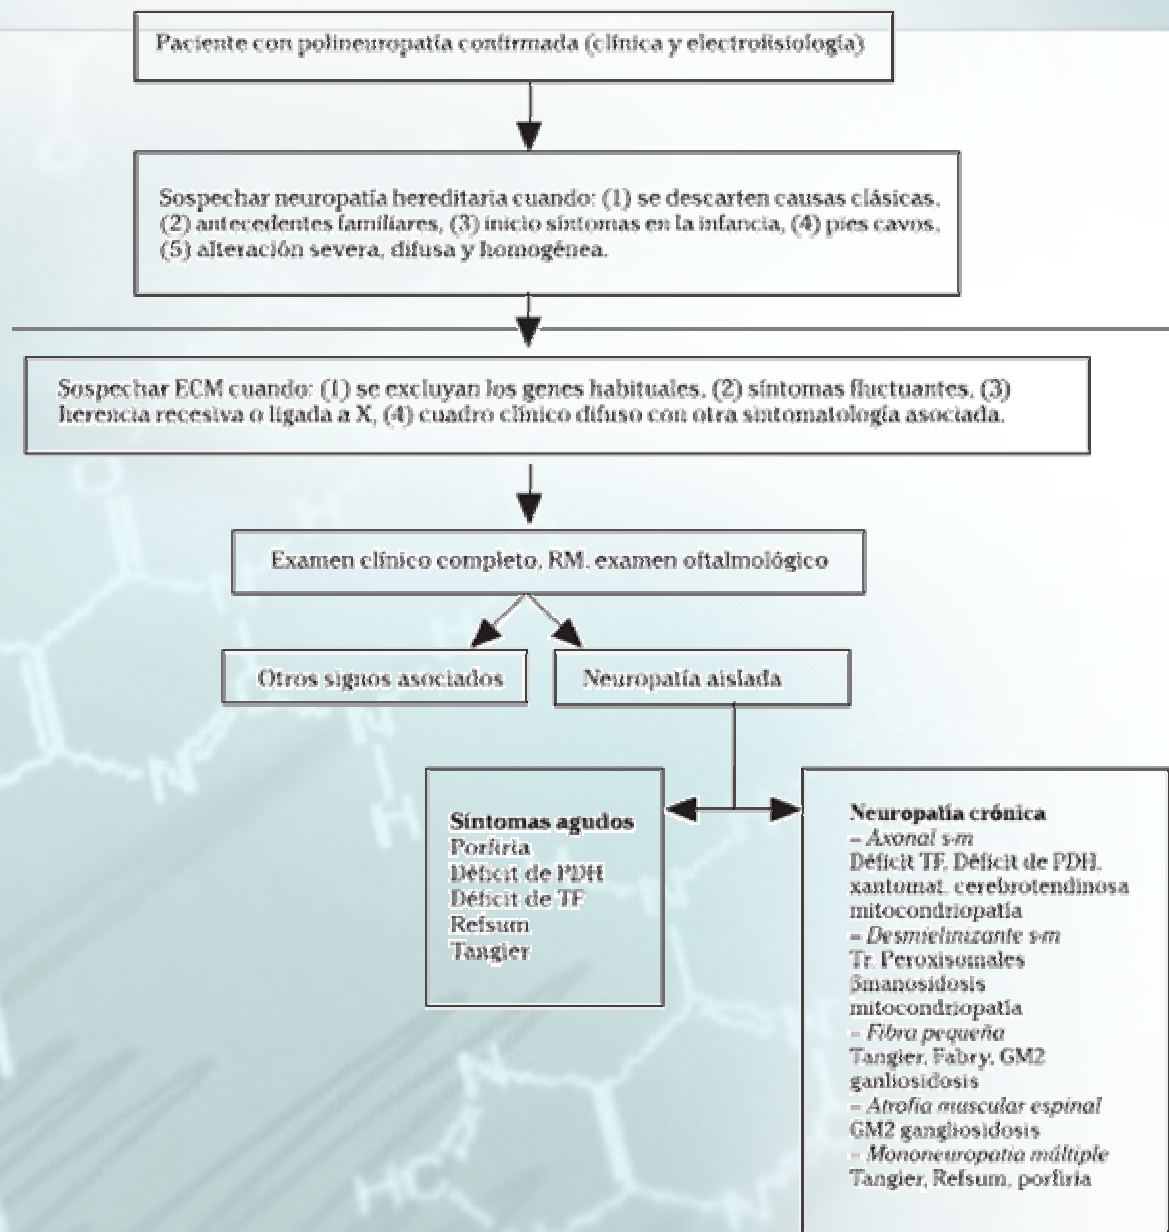 Paciente con polineuropatía confirmada (clínica y electrofisiología)
Sospechar neuropatía hereditaria cuando: (1) se descarten causas clásicas,
(2) antecedentes familiares, (3) inicio síntomas en la infancia, (4) pies cavos,
(5) alteración severa, difusa y homogénea.
Sospechar ECM cuando: (1) se excluyan los genes habituales, (2) síntomas fluctuantes, (3)
herencia recesiva o ligada a X, (4) cuadro clínico difuso con otra sintomatología asociada.
Examen clínico completo, RM, examen oftalmológico
Otros signos asociados
Neuropatía aislada
Síntomas agudos
Porfiria
Déficit de PDH
Déficit de TF
Refsum
Tangier
Neuropatía crónica
– Axonal s-m
Déficit TF, Déficit de PDH,
xantomat. cerebrotendinosa
mitocondriopatía
– Desmielinizante s-m
Tr. Peroxisomales
βmanosidosis
mitocondriopatía
– Fibra pequeña
Tangier, Fabry, GM2
ganliosidosis
– Atrofia muscular espinal
GM2 gangliosidosis
– Mononeuropatia múltiple
Tangier, Refsum, porfiria
O
O
H
H
N
N
H
H
N
N
HC